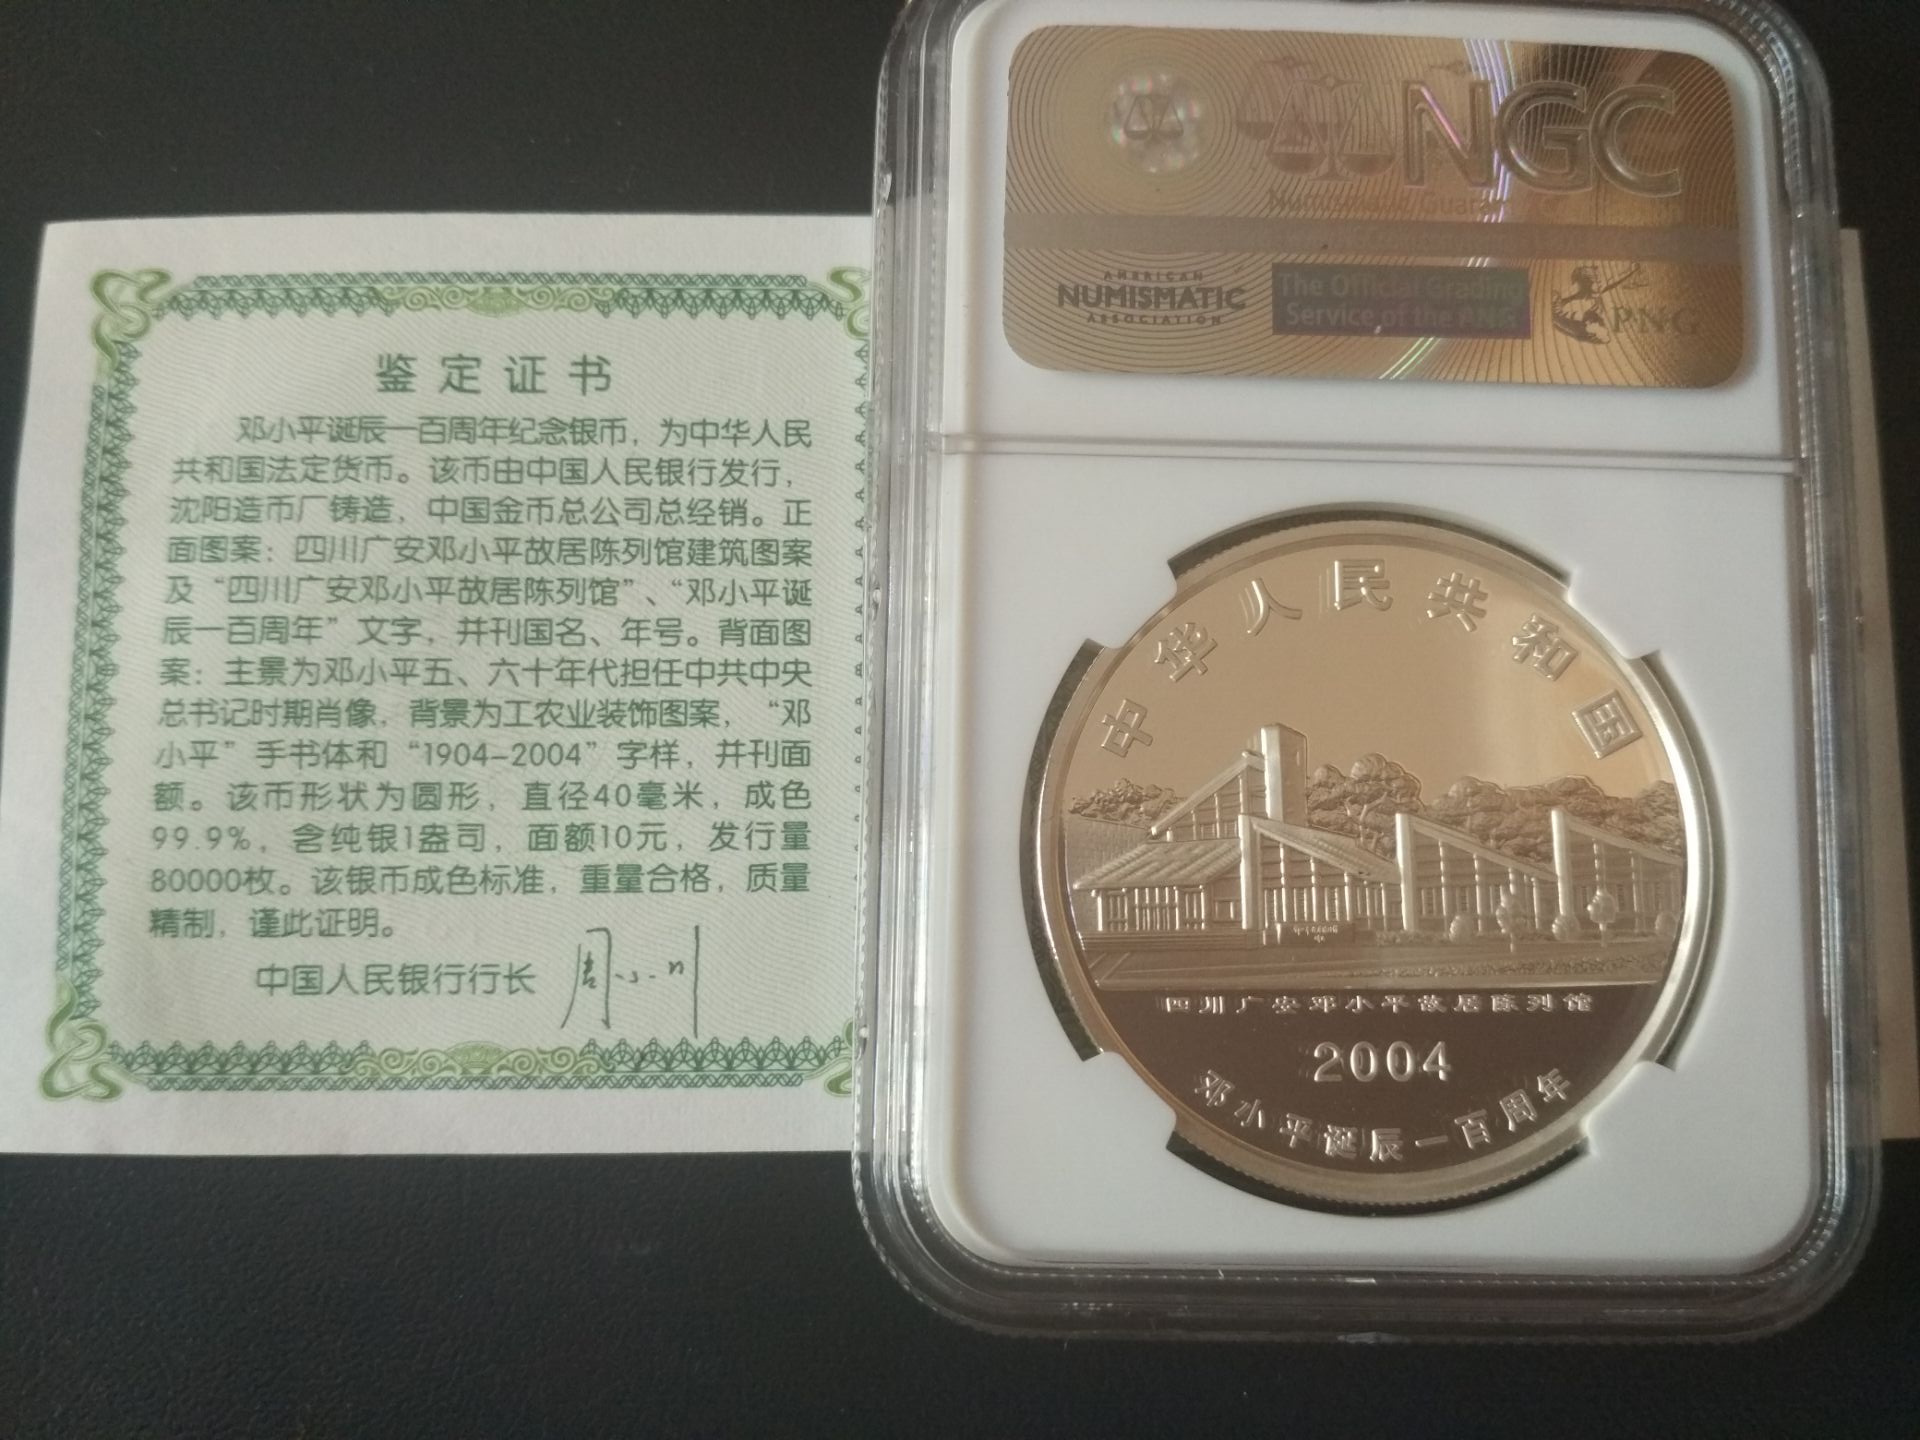 鉴定证书
邓小平诞辰一百周年纪念银币，为中华人民
共和国法定货币。该币由中国人民银行发行，
沈阳造币厂铸造，中国金币总公司总经销。正
面图案：四川广安邓小平故居陈列馆建筑图案
及“四川广安邓小平故居陈列馆”、“邓小平诞
辰一百周年”文字，并刊国名、年号。背面图
案：主景为邓小平五、六十年代担任中共中央
总书记时期肖像，背景为工农业装饰图案，“邓
小平”手书体和“1904-2004”字样，并刊面
额。该币形状为圆形，直径40毫米，成色
99.9%，含纯银1盎司，面额10元，发行量
80000枚。该银币成色标准，重量合格，质量
精制，谨此证明。
中国人民银行行长 周小川
NGC
AMERICAN
NUMISMATIC
ASSOCIATION
The Official Grading
Service of the PNG
PNG
中华人民共和国
四川广安邓小平故居陈列馆
2004
邓小平诞辰一百周年